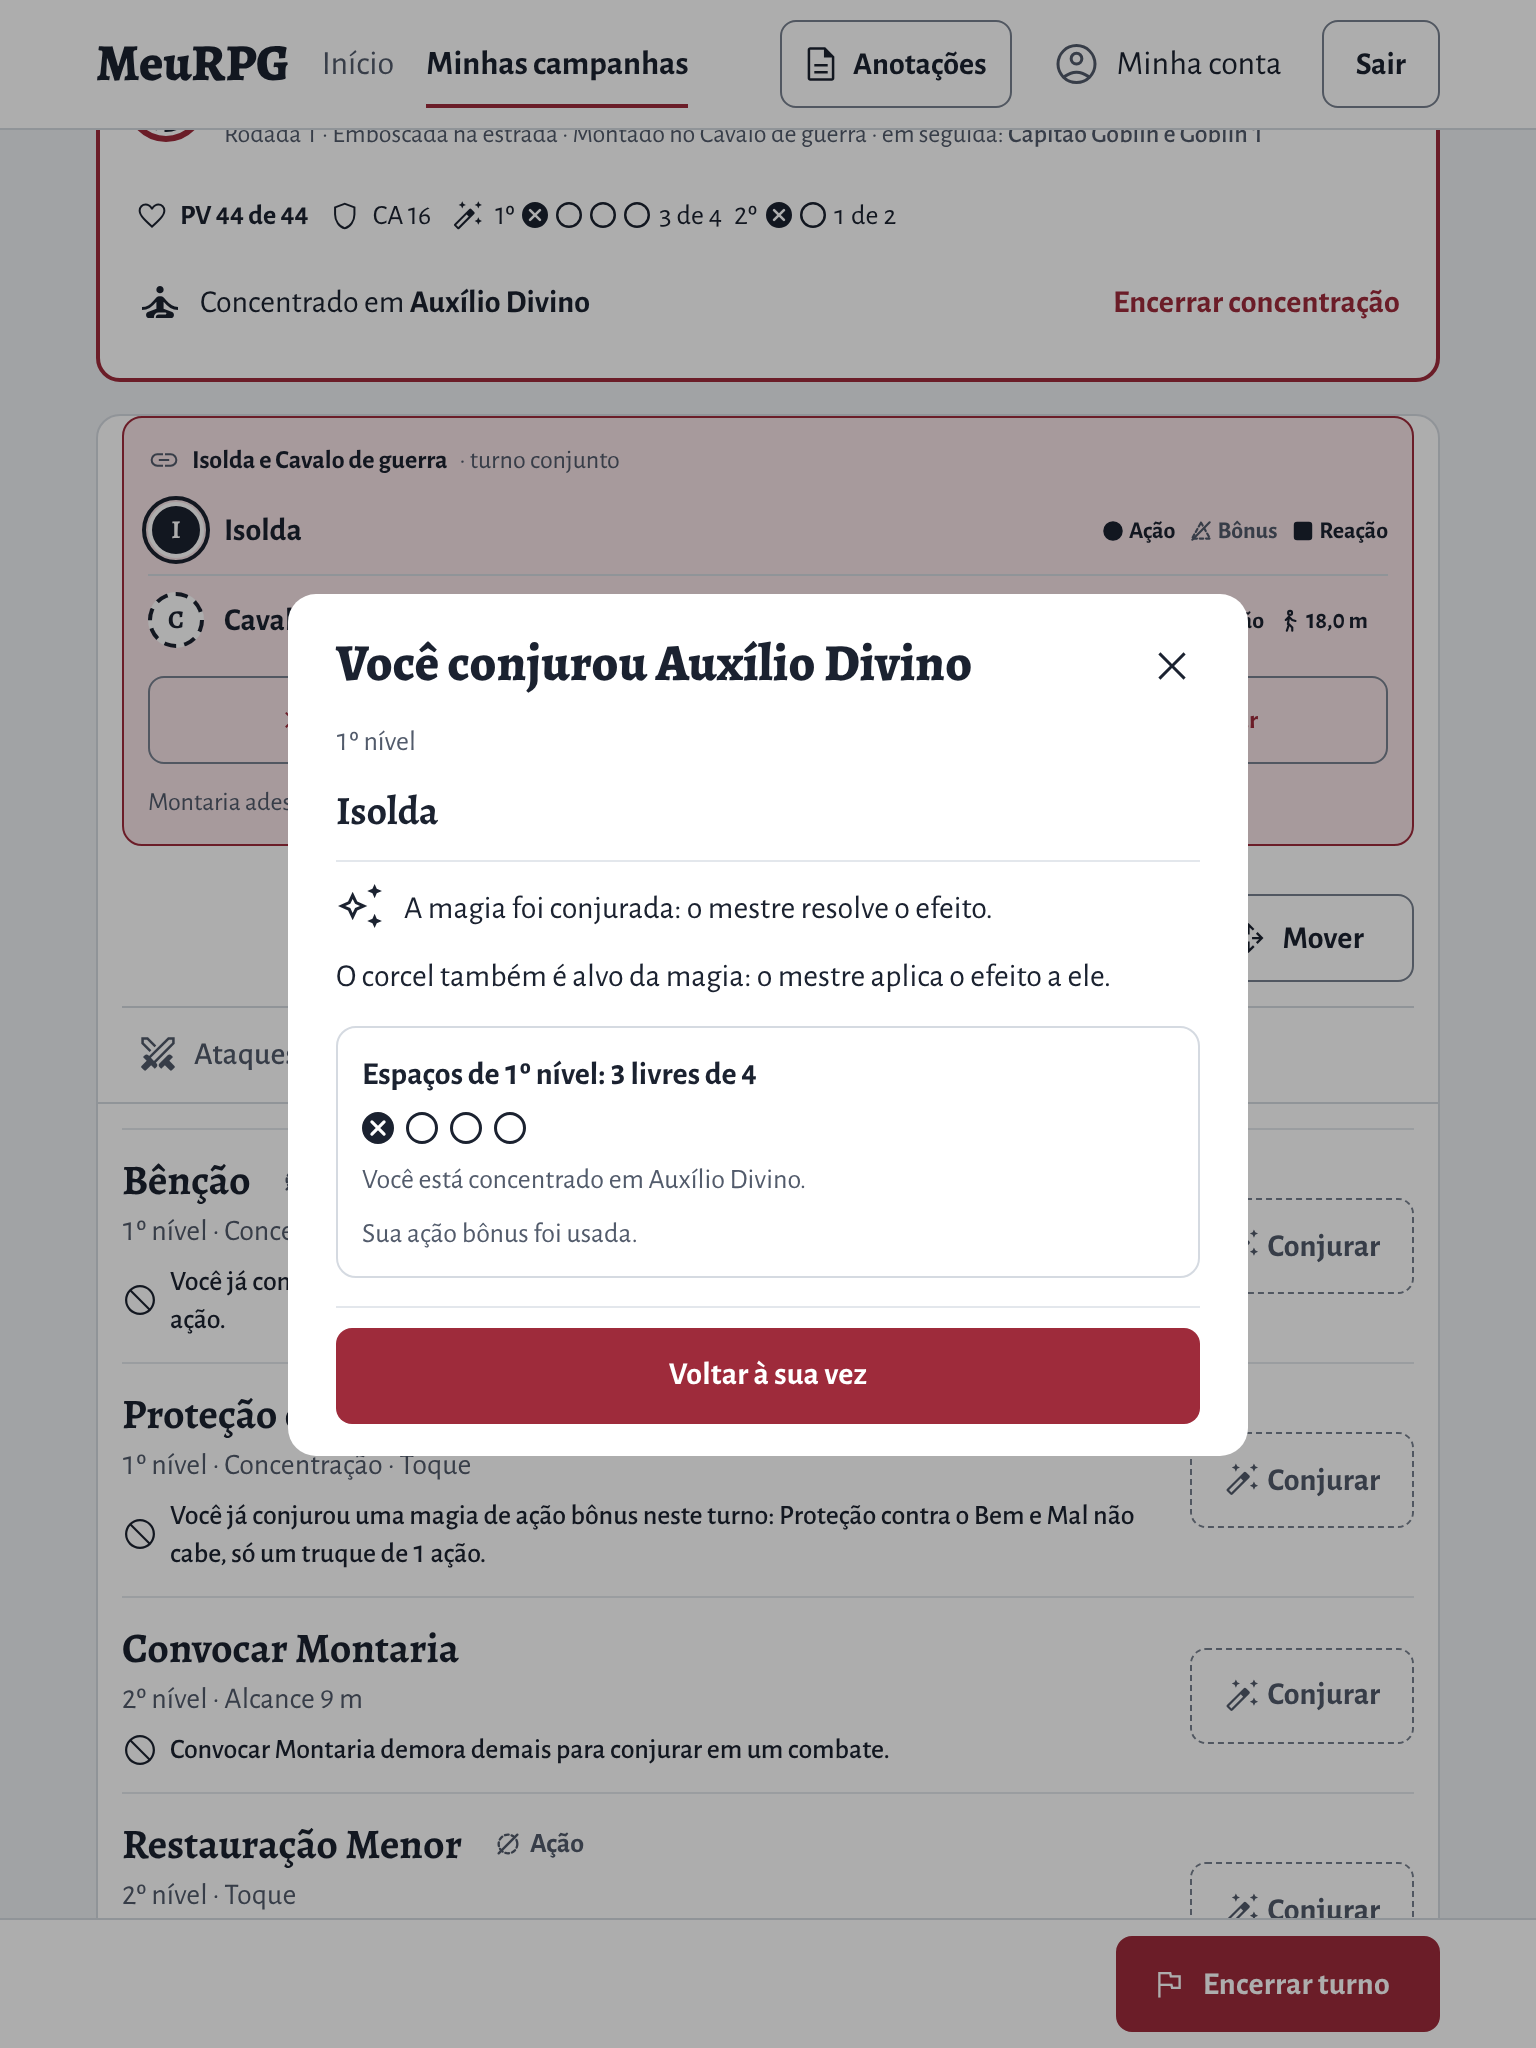 MeuRPG Início Minhas campanhas Anotações Minha conta Sair
Rodada 1 · Emboscada na estrada · Montado no Cavalo de guerra · em seguida: Capitão Goblin e Goblin 1
PV 44 de 44 CA 16 1º 3 de 4 2º 1 de 2
Concentrado em Auxílio Divino Encerrar concentração
Isolda e Cavalo de guerra · turno conjunto
I Isolda Ação Bônus Reação
C 18,0 m
Montaria
Mover
Ataques
Você conjurou Auxílio Divino
1º nível
Isolda
A magia foi conjurada: o mestre resolve o efeito.
O corcel também é alvo da magia: o mestre aplica o efeito a ele.
Espaços de 1º nível: 3 livres de 4
Você está concentrado em Auxílio Divino.
Sua ação bônus foi usada.
Voltar à sua vez
Bênção
1º nível ·
Conjurar
Você já
ação.
Proteção
1º nível · Concentração · Toque
Conjurar
Você já conjurou uma magia de ação bônus neste turno: Proteção contra o Bem e Mal não
cabe, só um truque de 1 ação.
Convocar Montaria
2º nível · Alcance 9 m
Conjurar
Convocar Montaria demora demais para conjurar em um combate.
Restauração Menor Ação
2º nível · Toque
Conjurar
Encerrar turno